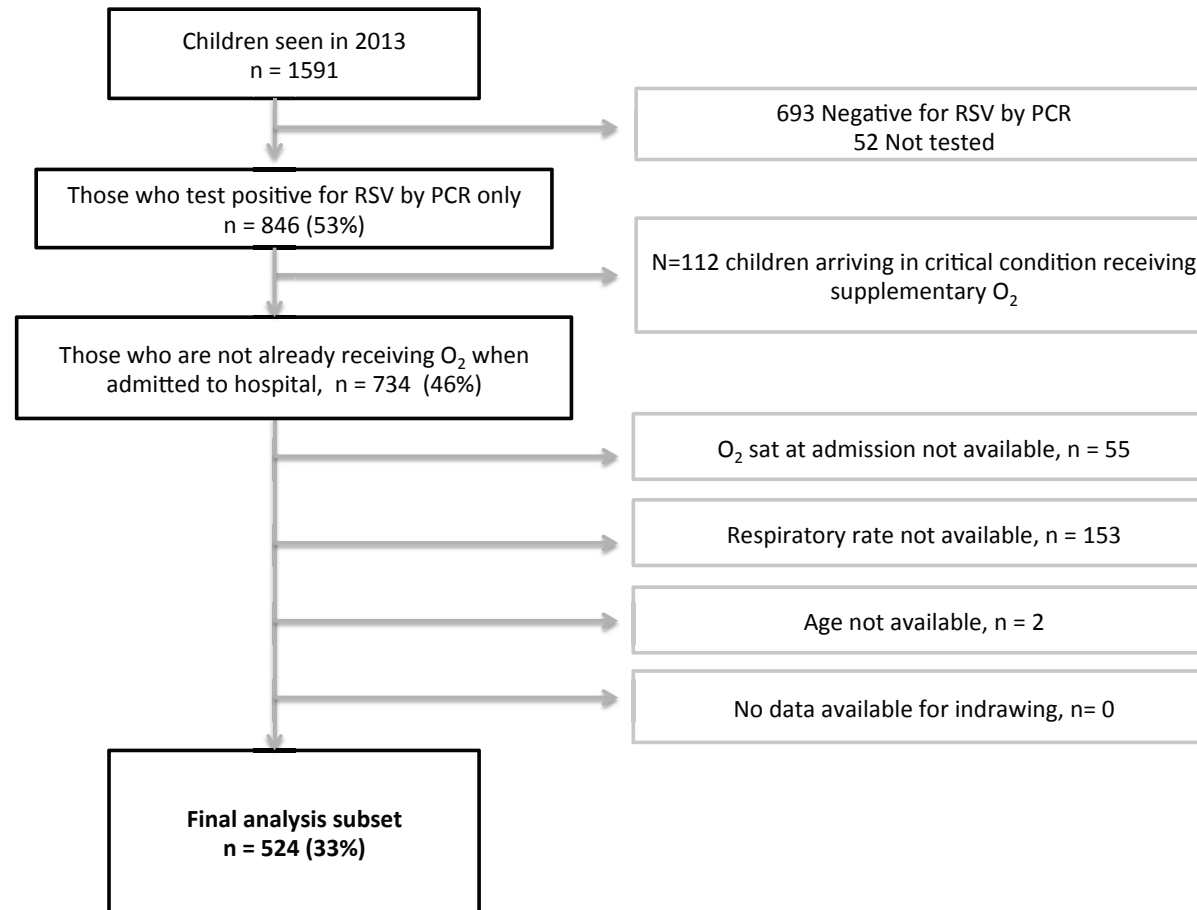 Children seen in 2013
n = 1591
693 Negative for RSV by PCR
52 Not tested
Those who test positive for RSV by PCR only
n = 846 (53%)
N=112 children arriving in critical condition receiving
supplementary O₂
Those who are not already receiving O₂ when
admitted to hospital, n = 734 (46%)
O₂ sat at admission not available, n = 55
Respiratory rate not available, n = 153
Age not available, n = 2
No data available for indrawing, n= 0
Final analysis subset
n = 524 (33%)